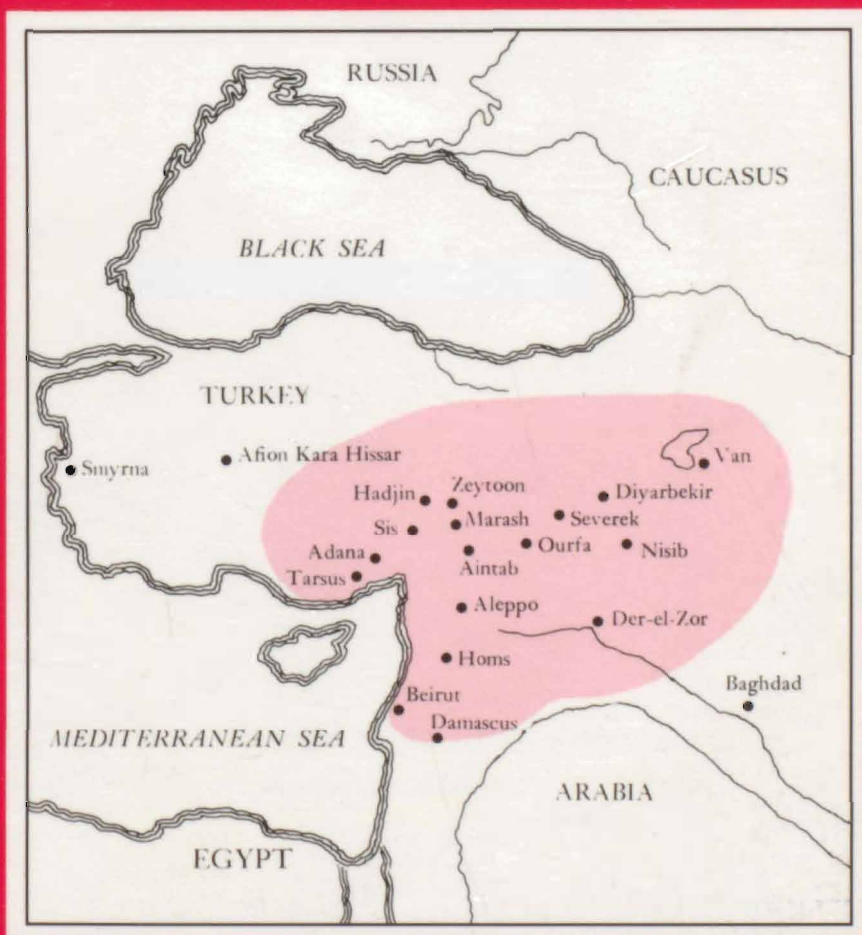 RUSSIA
CAUCASUS
BLACK SEA
TURKEY
Smyrna
Afion Kara Hissar
Van
Hadjin
Zeytoon
Diyarbekir
Sis
Marash
Severek
Adana
Aintab
Ourfa
Nisib
Tarsus
Aleppo
Der-el-Zor
Homs
Beirut
Baghdad
Damascus
MEDITERRANEAN SEA
ARABIA
EGYPT